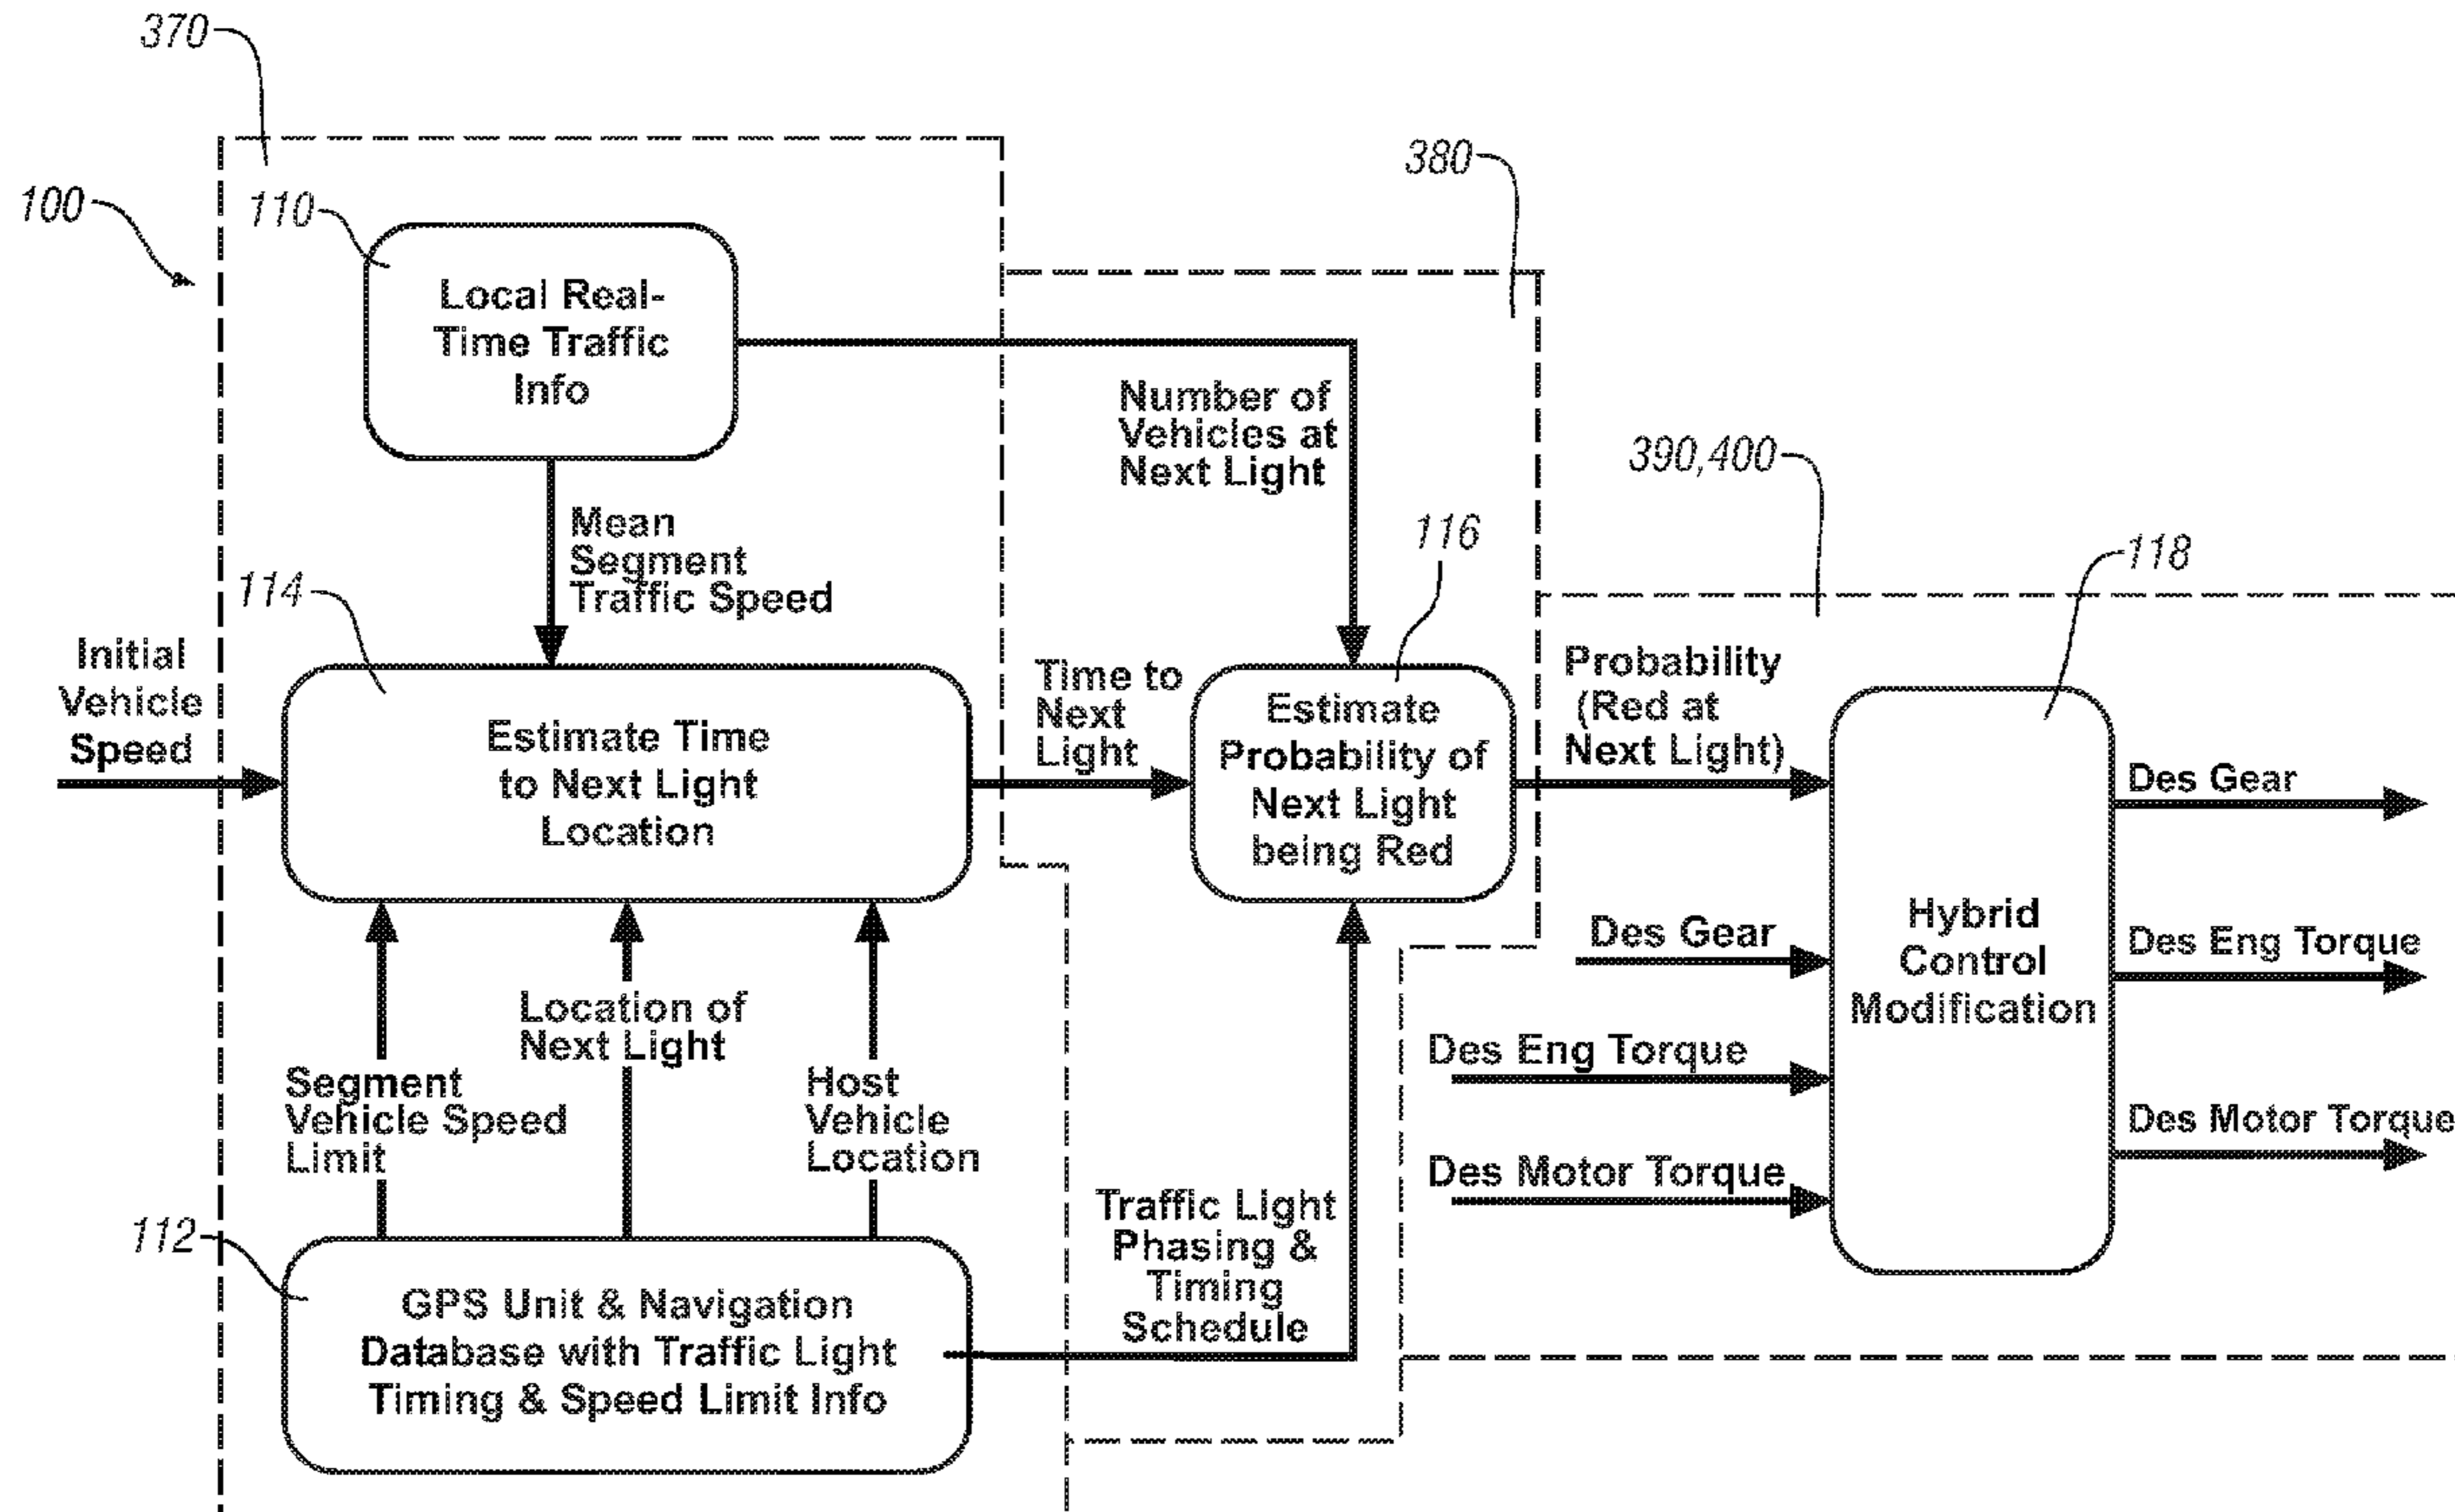 370
380
100
110
Local Real-
Time Traffic
Info
Number of
Vehicles at
Next Light
390,400
Mean
Segment
Traffic Speed
116
118
114
Initial
Vehicle
Speed
Estimate Time
to Next Light
Location
Time to
Next
Light
Estimate
Probability of
Next Light
being Red
Probability
(Red at
Next Light)
Des Gear
Des Eng Torque
Des Motor Torque
Hybrid
Control
Modification
Des Gear
Des Eng Torque
Des Motor Torque
Segment
Vehicle Speed
Limit
Location of
Next Light
Host
Vehicle
Location
112
GPS Unit & Navigation
Database with Traffic Light
Timing & Speed Limit Info
Traffic Light
Phasing &
Timing
Schedule